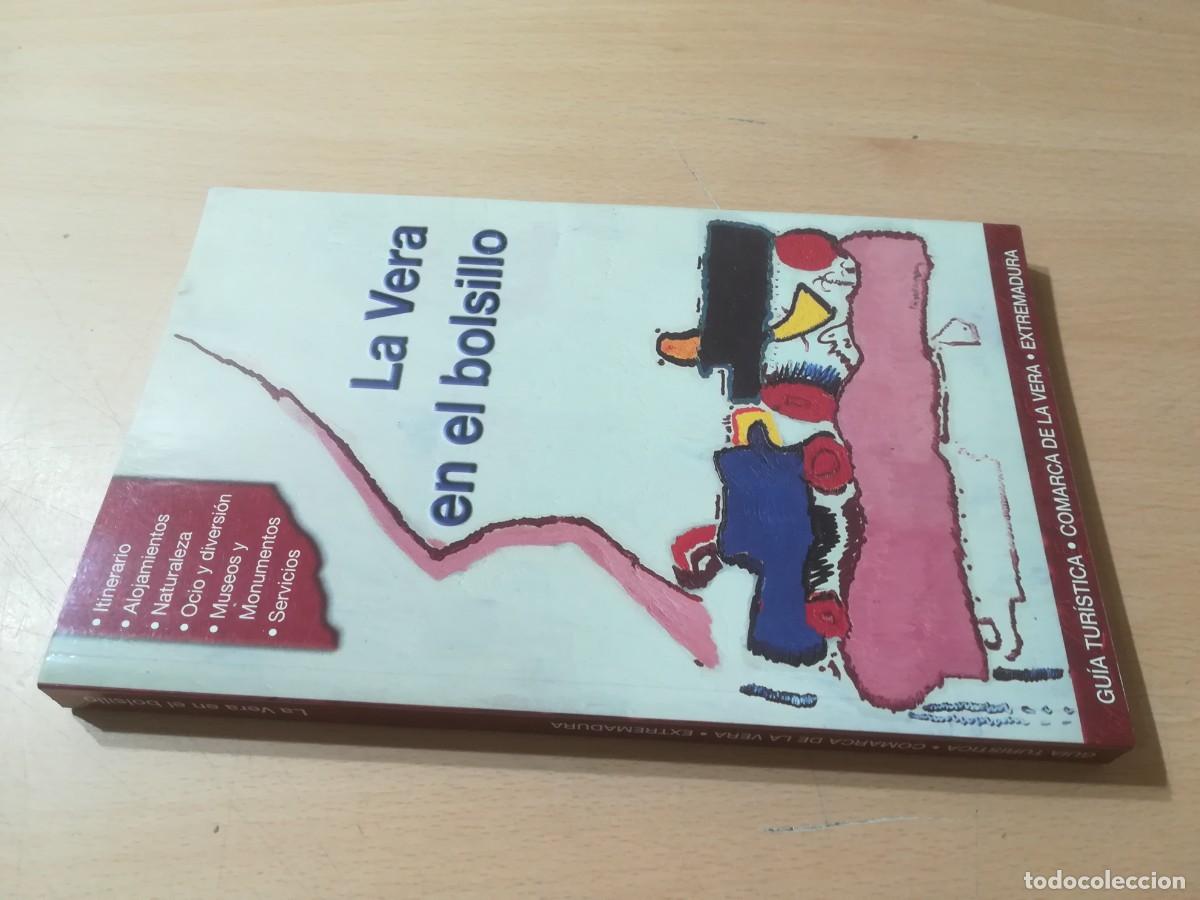 • Itinerario
• Alojamientos
• Naturaleza
• Ocio y diversión
• Museos y
Monumentos
• Servicios
La Vera
en el bolsillo
GUÍA TURÍSTICA • COMARCA DE LA VERA • EXTREMADURA
La Vera en el bolsillo
GUÍA TURÍSTICA • COMARCA DE LA VERA • EXTREMADURA
todocoleccion